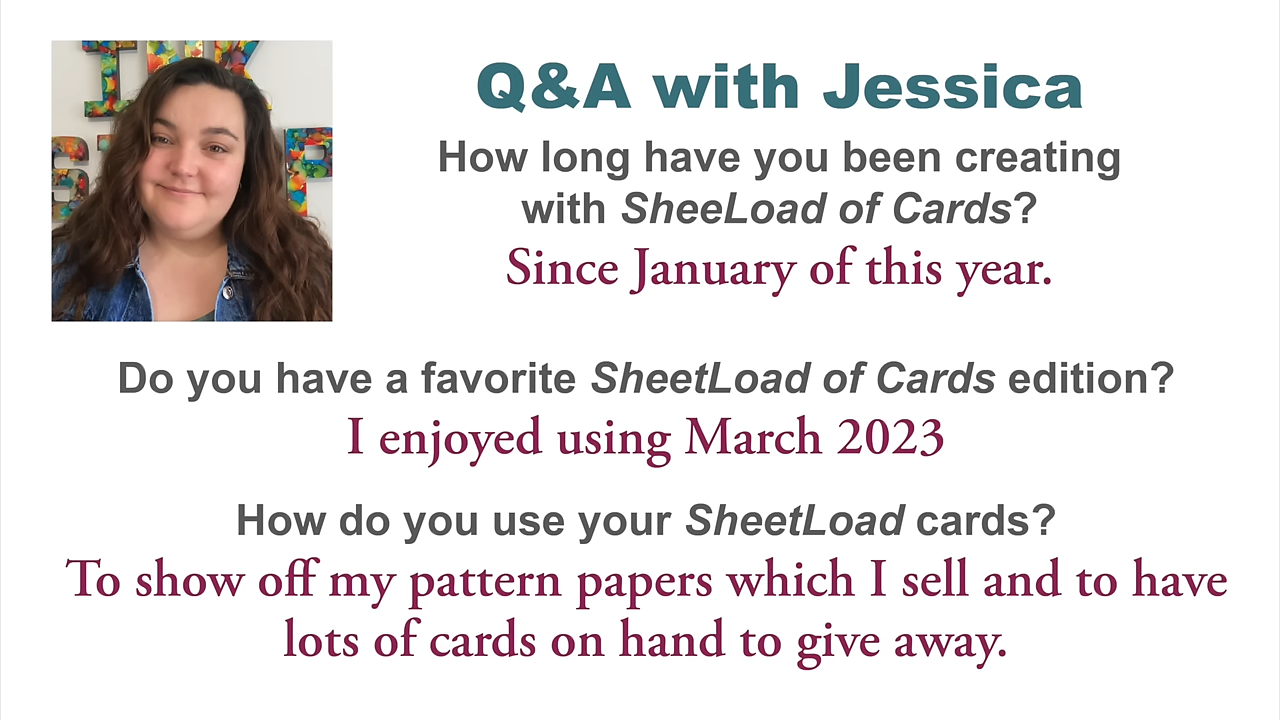 INK
ST P
Q&A with Jessica
How long have you been creating
with SheeLoad of Cards?
Since January of this year.
Do you have a favorite SheetLoad of Cards edition?
I enjoyed using March 2023
How do you use your SheetLoad cards?
To show off my pattern papers which I sell and to have
lots of cards on hand to give away.